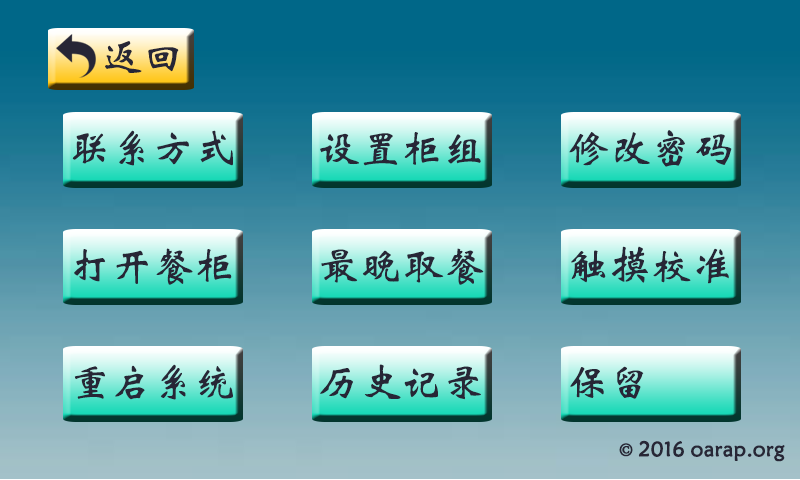 返回
联系方式 设置柜组 修改密码
打开餐柜 最晚取餐 触摸校准
重启系统 历史记录 保留
© 2016 oarap.org